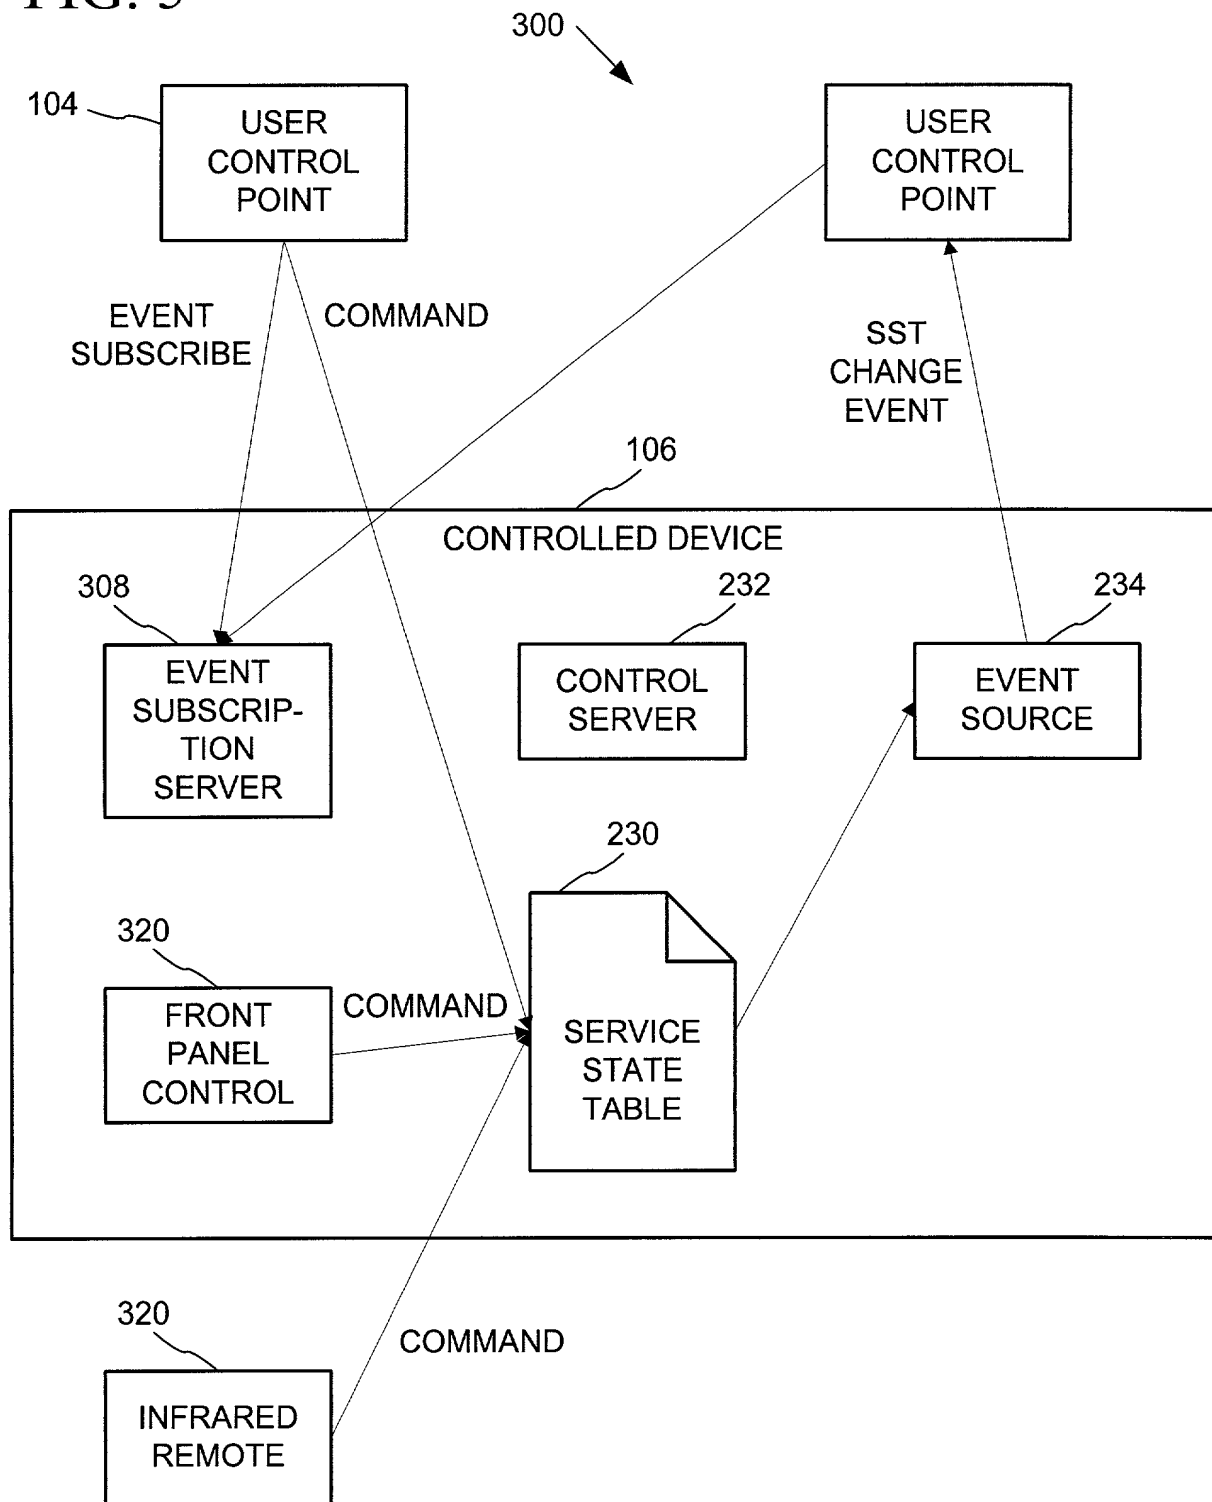 300
104
USER
CONTROL
POINT
USER
CONTROL
POINT
EVENT
SUBSCRIBE
COMMAND
SST
CHANGE
EVENT
106
CONTROLLED DEVICE
308
232
234
EVENT
SUBSCRIP-
TION
SERVER
CONTROL
SERVER
EVENT
SOURCE
230
320
FRONT
PANEL
CONTROL
COMMAND
SERVICE
STATE
TABLE
320
COMMAND
INFRARED
REMOTE